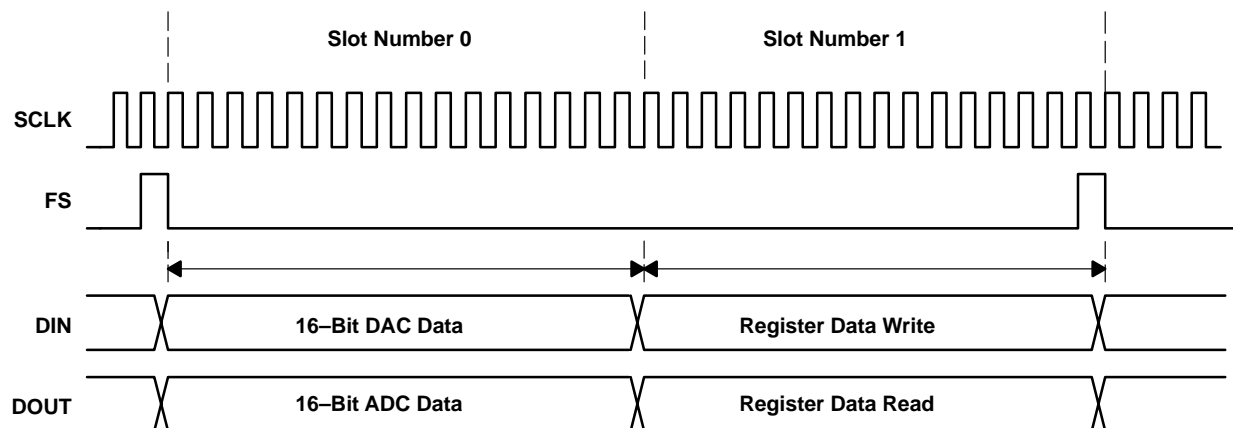 Slot Number 0 Slot Number 1
SCLK
FS
DIN 16–Bit DAC Data Register Data Write
DOUT 16–Bit ADC Data Register Data Read